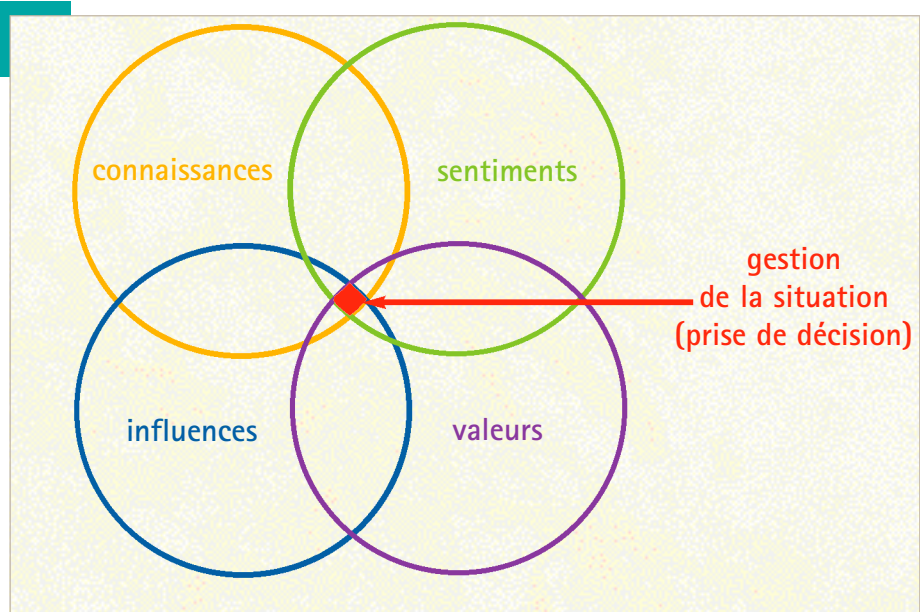 connaissances
sentiments
gestion
de la situation
(prise de décision)
influences
valeurs